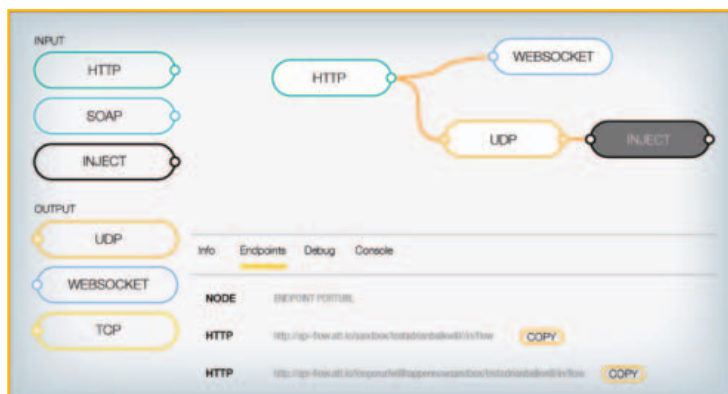 INPUT
HTTP
SOAP
INJECT
OUTPUT
UDP
WEBSOCKET
TCP
HTTP
WEBSOCKET
UDP
INJECT
Info Endpoints Debug Console
NODE ENDPOINT
HTTP COPY
HTTP COPY